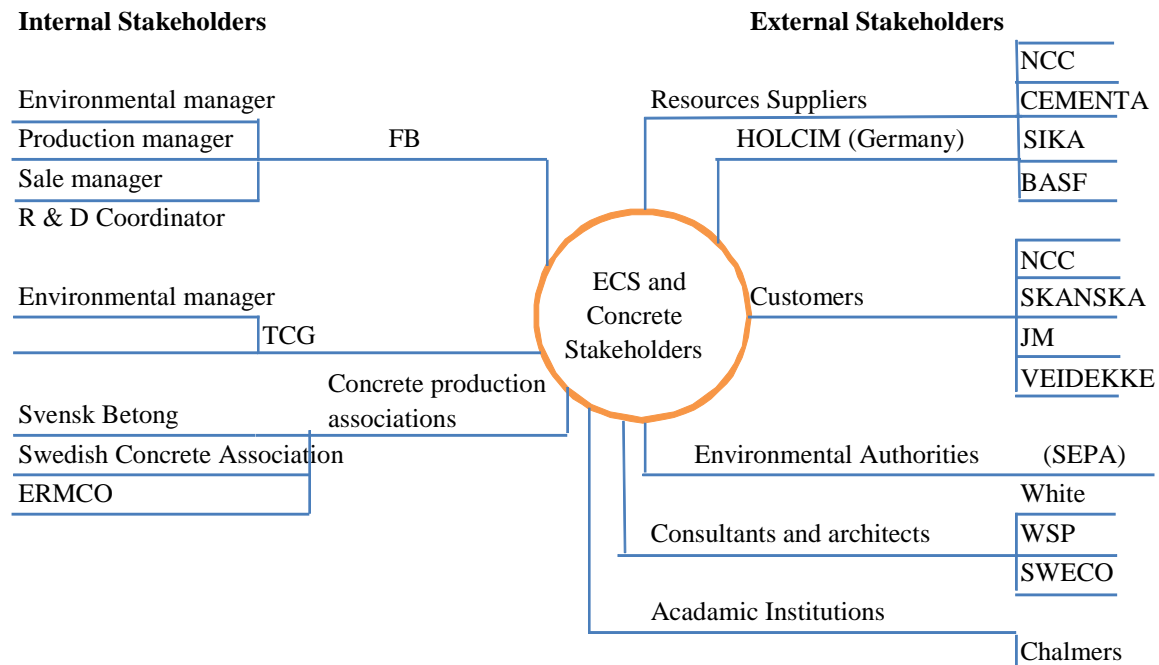 Internal Stakeholders
External Stakeholders
Environmental manager
Production manager
Sale manager
R & D Coordinator
FB
Environmental manager
TCG
Concrete production
associations
Svensk Betong
Swedish Concrete Association
ERMCO
ECS and
Concrete
Stakeholders
Resources Suppliers
HOLCIM (Germany)
NCC
CEMENTA
SIKA
BASF
Customers
NCC
SKANSKA
JM
VEIDEKKE
Environmental Authorities (SEPA)
Consultants and architects
White
WSP
SWECO
Acadamic Institutions
Chalmers